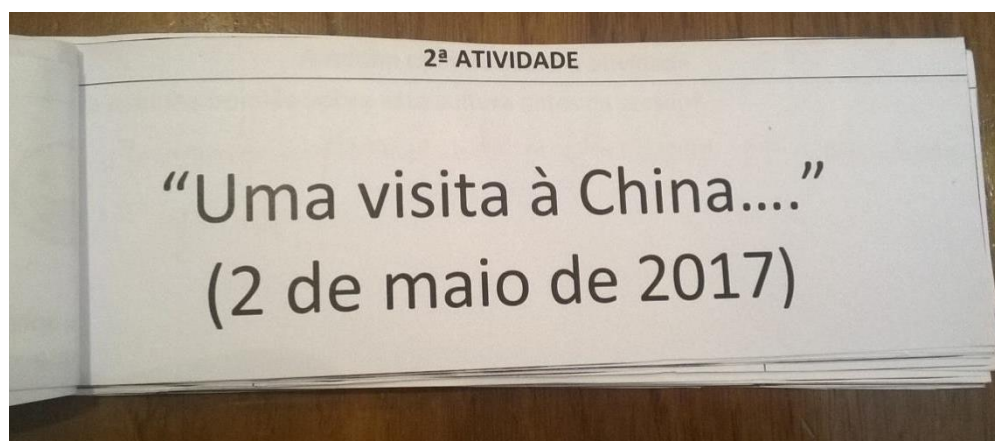 2ª ATIVIDADE
“Uma visita à China....”
(2 de maio de 2017)